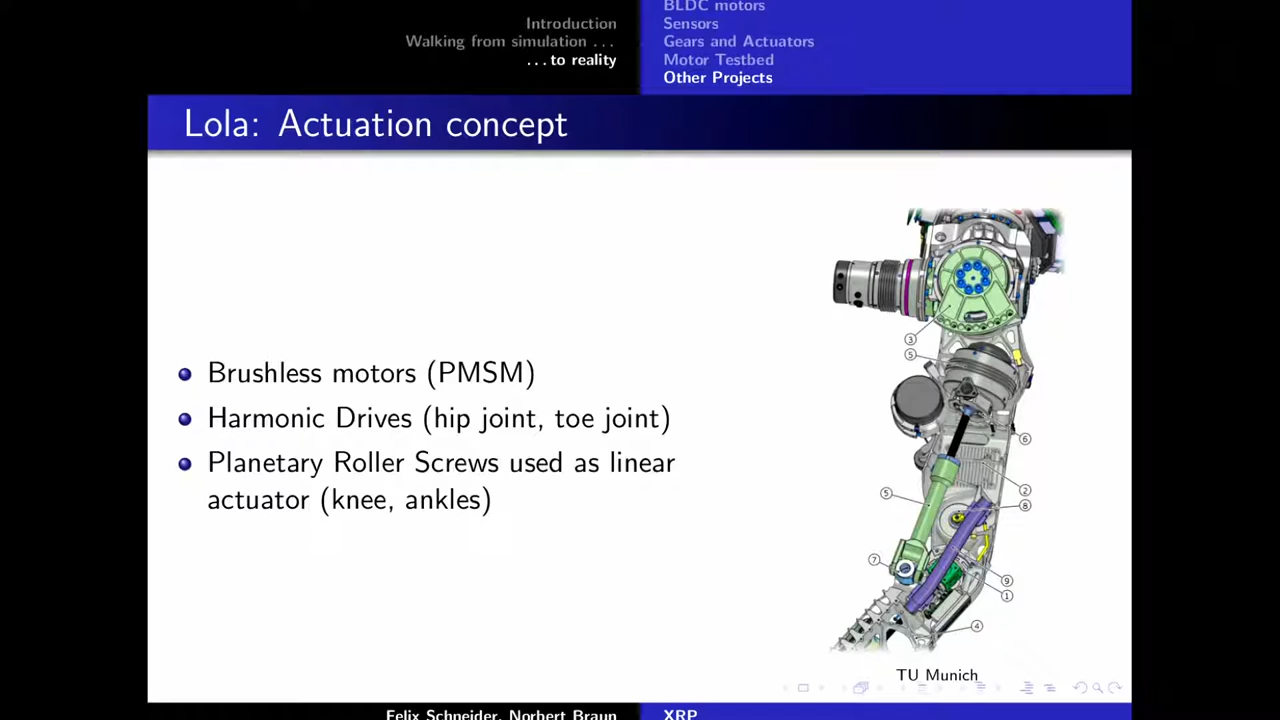 Introduction
Walking from simulation ...
...to reality
BLDC motors
Sensors
Gears and Actuators
Motor Testbed
Other Projects
Lola: Actuation concept
Brushless motors (PMSM)
Harmonic Drives (hip joint, toe joint)
Planetary Roller Screws used as linear
actuator (knee, ankles)
3
5
6
2
5
8
7
9
1
4
TU Munich
Felix Schneider, Norbert Braun
XRP